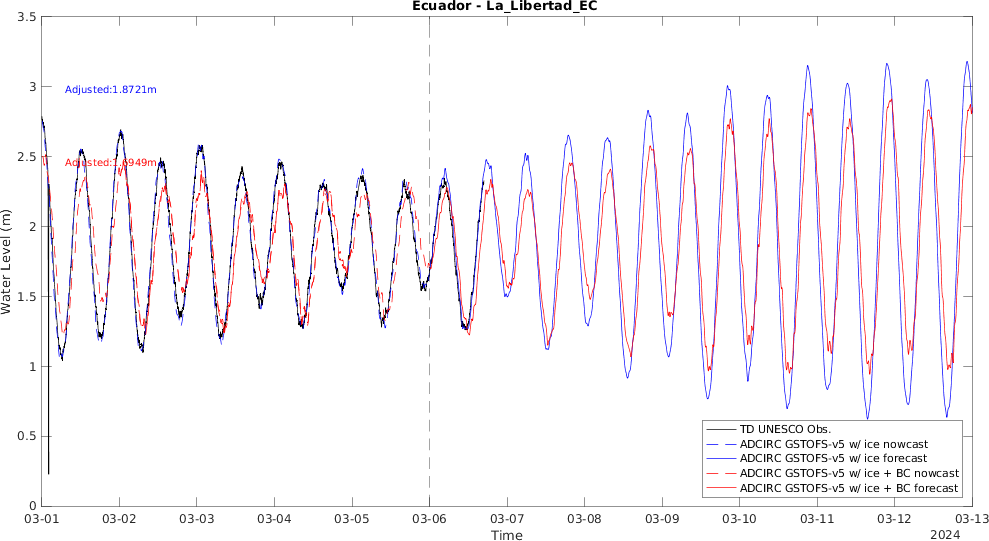 Ecuador - La_Libertad_EC
3.5
3
2.5
2
1.5
1
0.5
0
Water Level (m)
Adjusted:1.8721m
TD UNESCO Obs.
ADCIRC GSTOFS-v5 w/ ice nowcast
ADCIRC GSTOFS-v5 w/ ice forecast
ADCIRC GSTOFS-v5 w/ ice + BC nowcast
ADCIRC GSTOFS-v5 w/ ice + BC forecast
03-01 03-02 03-03 03-04 03-05 03-06 03-07 03-08 03-09 03-10 03-11 03-12 03-13
Time
2024